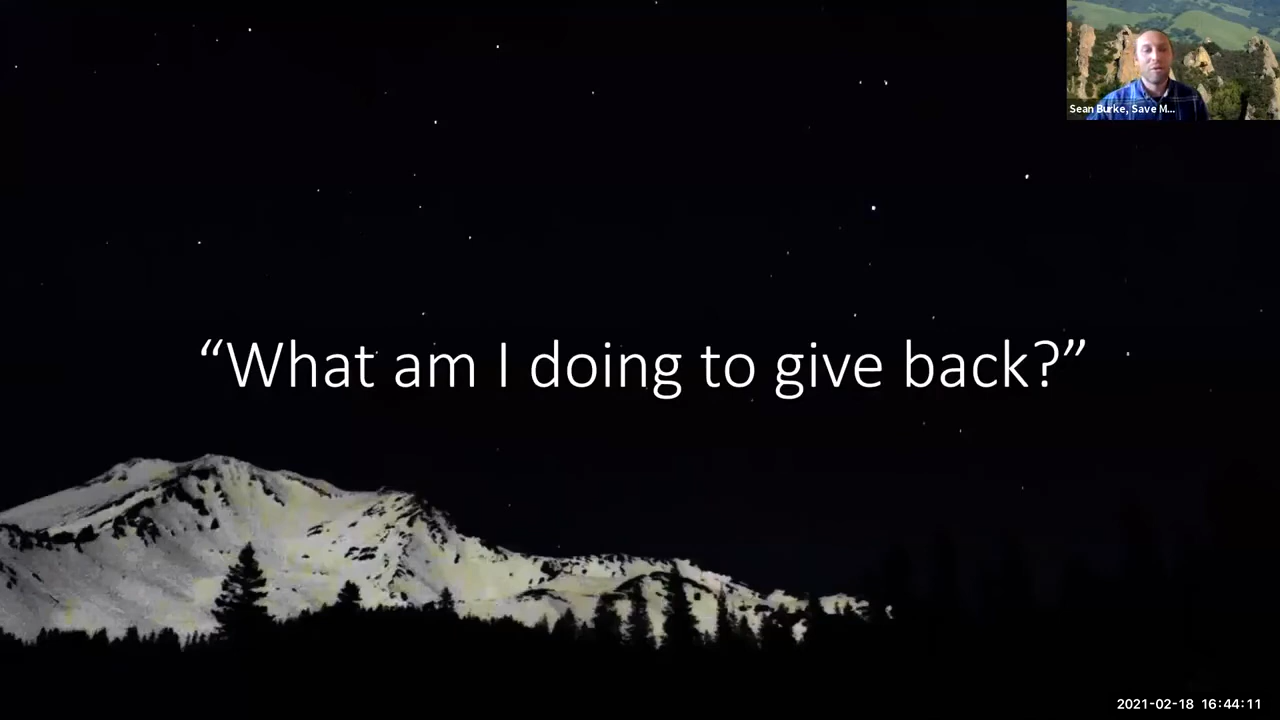 Sean Burke, Save M...
“What am I doing to give back?”
2021-02-18 16:44:11